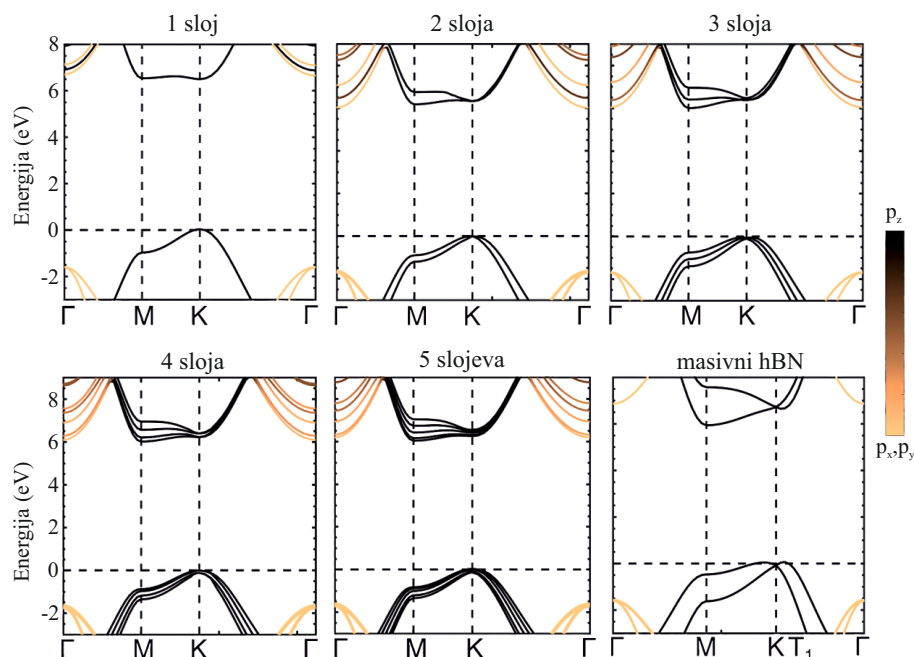 1 sloj
2 sloja
3 sloja
Energija (eV)
8
6
4
2
0
-2
Γ
M
K
Γ
Γ
M
K
Γ
Γ
M
K
Γ
p_z
p_x,p_y
4 sloja
5 slojeva
masivni hBN
Energija (eV)
8
6
4
2
0
-2
Γ
M
K
Γ
Γ
M
K
Γ
Γ
M
K
T_1
Γ